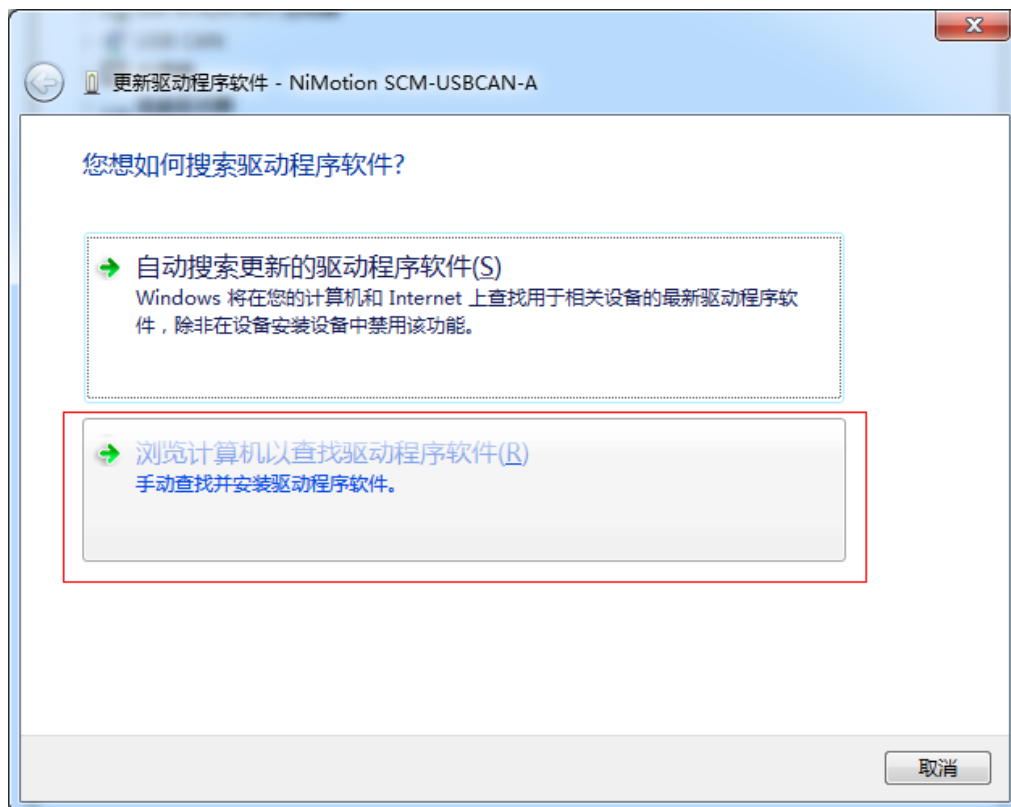 USB CAN
更新驱动程序软件 - NiMotion SCM-USBCAN-A
您想如何搜索驱动程序软件?
自动搜索更新的驱动程序软件(S)
Windows 将在您的计算机和 Internet 上查找用于相关设备的最新驱动程序软
件，除非在设备安装设备中禁用该功能。
浏览计算机以查找驱动程序软件(R)
手动查找并安装驱动程序软件。
取消